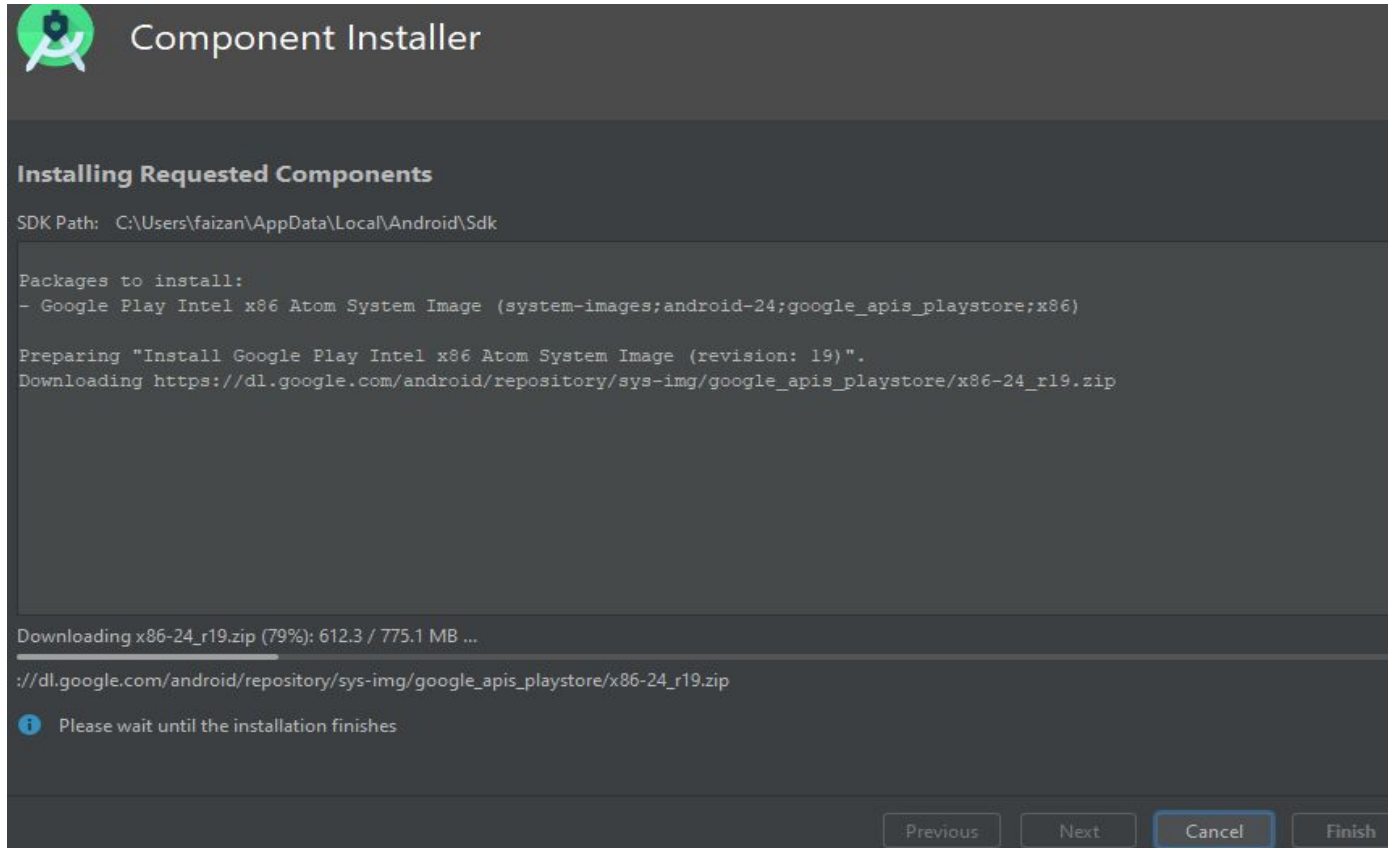 Component Installer
Installing Requested Components
SDK Path: C:\Users\faizan\AppData\Local\Android\Sdk
Packages to install:
- Google Play Intel x86 Atom System Image (system-images;android-24;google_apis_playstore;x86)
Preparing "Install Google Play Intel x86 Atom System Image (revision: 19)".
Downloading https://dl.google.com/android/repository/sys-img/google_apis_playstore/x86-24_r19.zip
Downloading x86-24_r19.zip (79%): 612.3 / 775.1 MB ...
://dl.google.com/android/repository/sys-img/google_apis_playstore/x86-24_r19.zip
Please wait until the installation finishes
Previous Next Cancel Finish